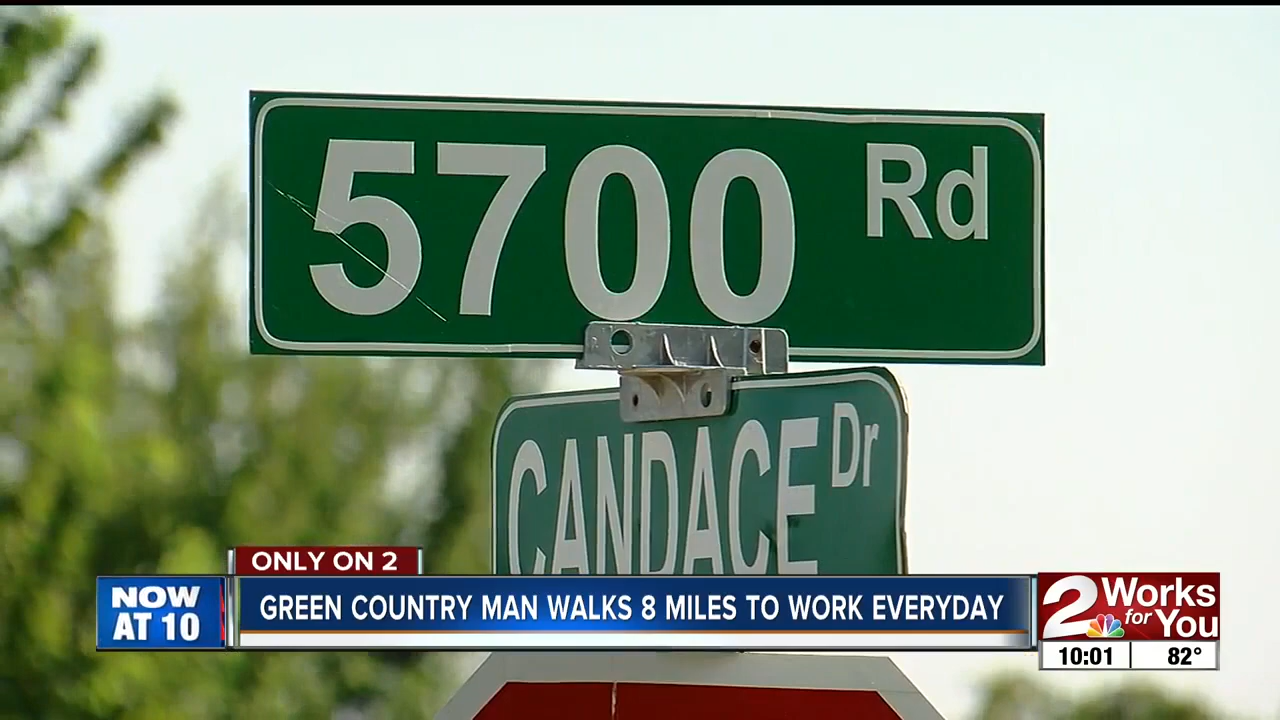 5700 Rd
CANDACE Dr
ONLY ON 2
NOW
AT 10
GREEN COUNTRY MAN WALKS 8 MILES TO WORK EVERYDAY
2 Works
for You
10:01 82°